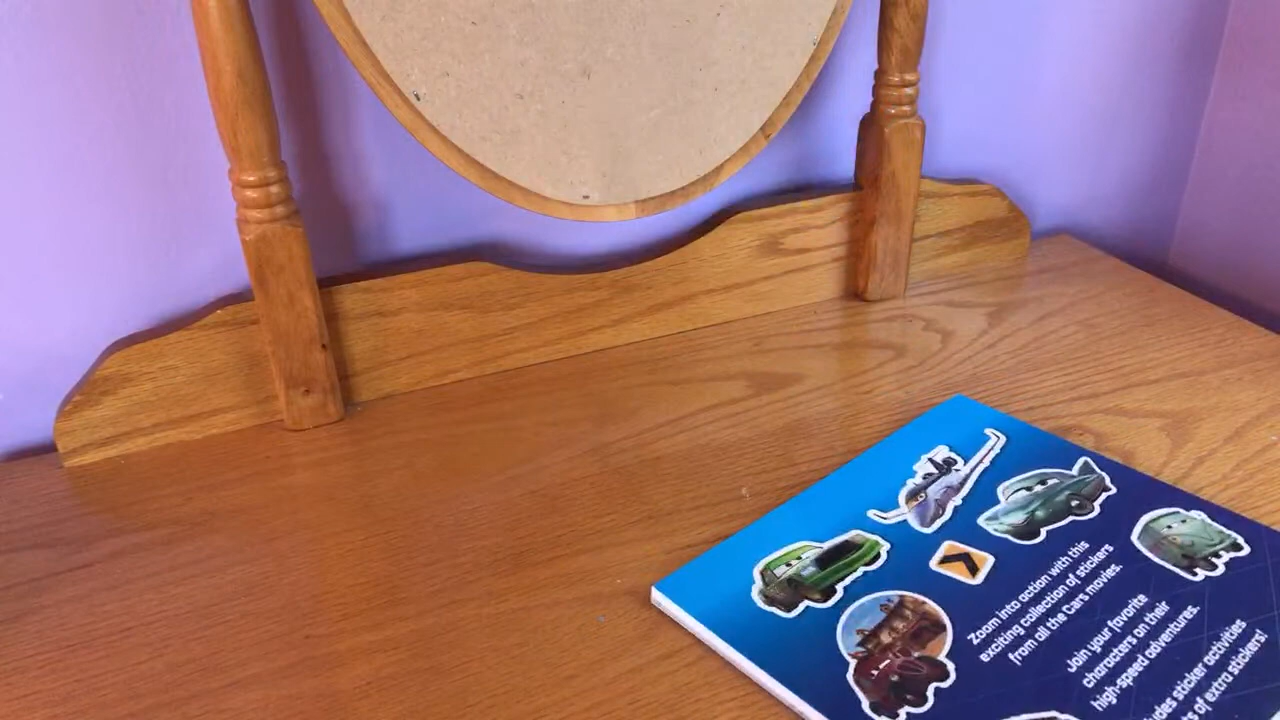 Zoom into action with this
exciting collection of stickers
from all the Cars movies.
Join your favorite
characters on their
high-speed adventures.
sticker activities
of extra stickers!